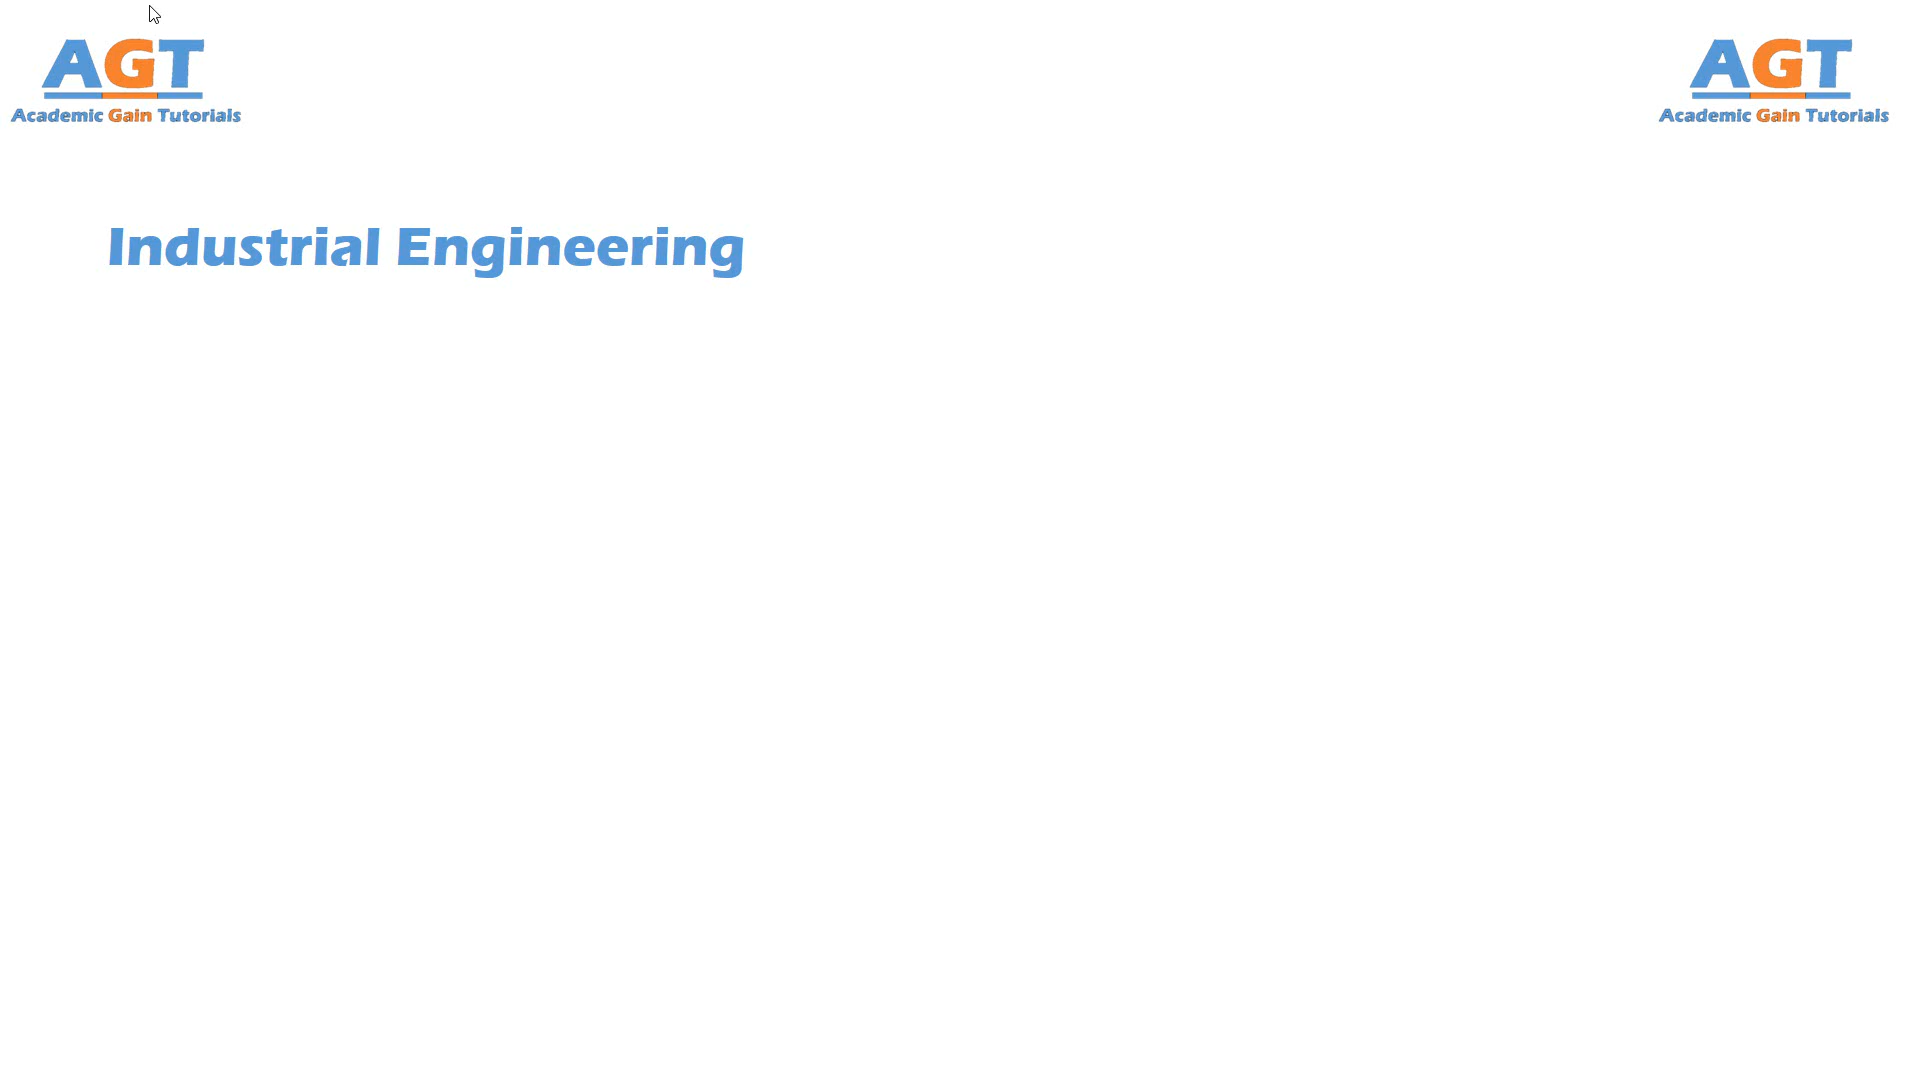 AGT
Academic Gain Tutorials
AGT
Academic Gain Tutorials
Industrial Engineering